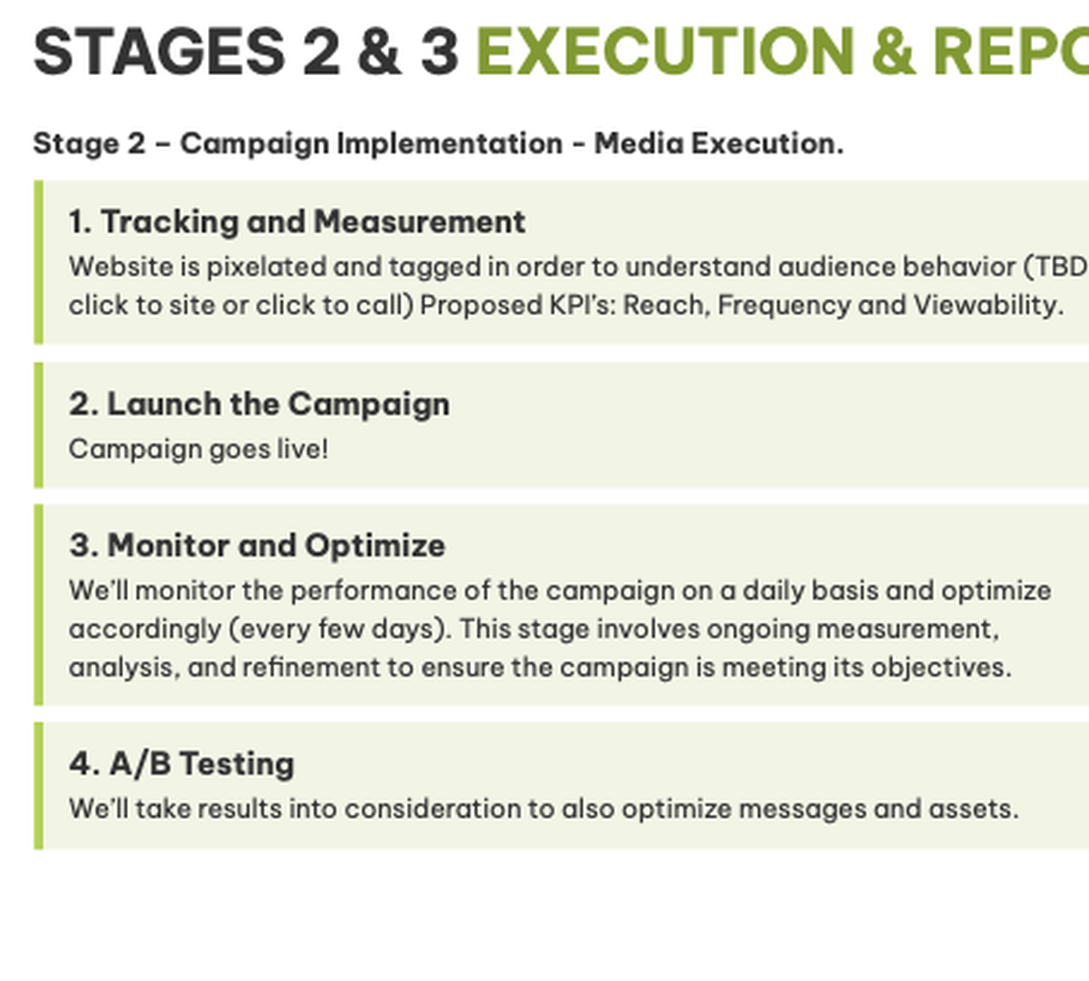 STAGES 2 & 3 EXECUTION &
Stage 2 – Campaign Implementation - Media Execution.
1. Tracking and Measurement
Website is pixelated and tagged in order to understand audience behavior (TBD
click to site or click to call) Proposed KPI's: Reach, Frequency and Viewability.
2. Launch the Campaign
Campaign goes live!
3. Monitor and Optimize
We'll monitor the performance of the campaign on a daily basis and optimize
accordingly (every few days). This stage involves ongoing measurement,
analysis, and refinement to ensure the campaign is meeting its objectives.
4. A/B Testing
We'll take results into consideration to also optimize messages and assets.